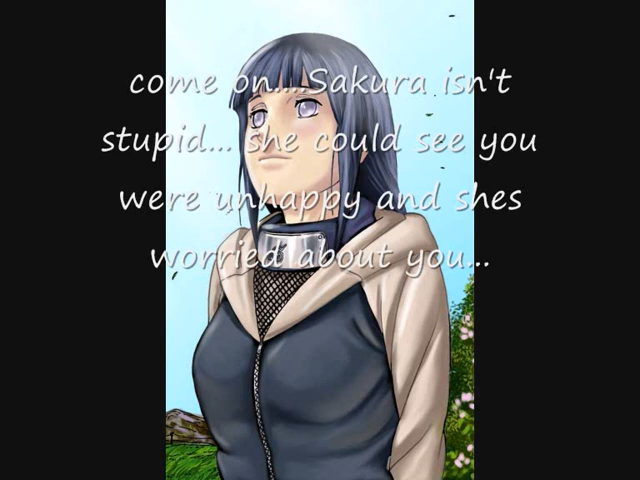 come on....Sakura isn't
stupid... she could see you
were unhappy and shes
worried about you...